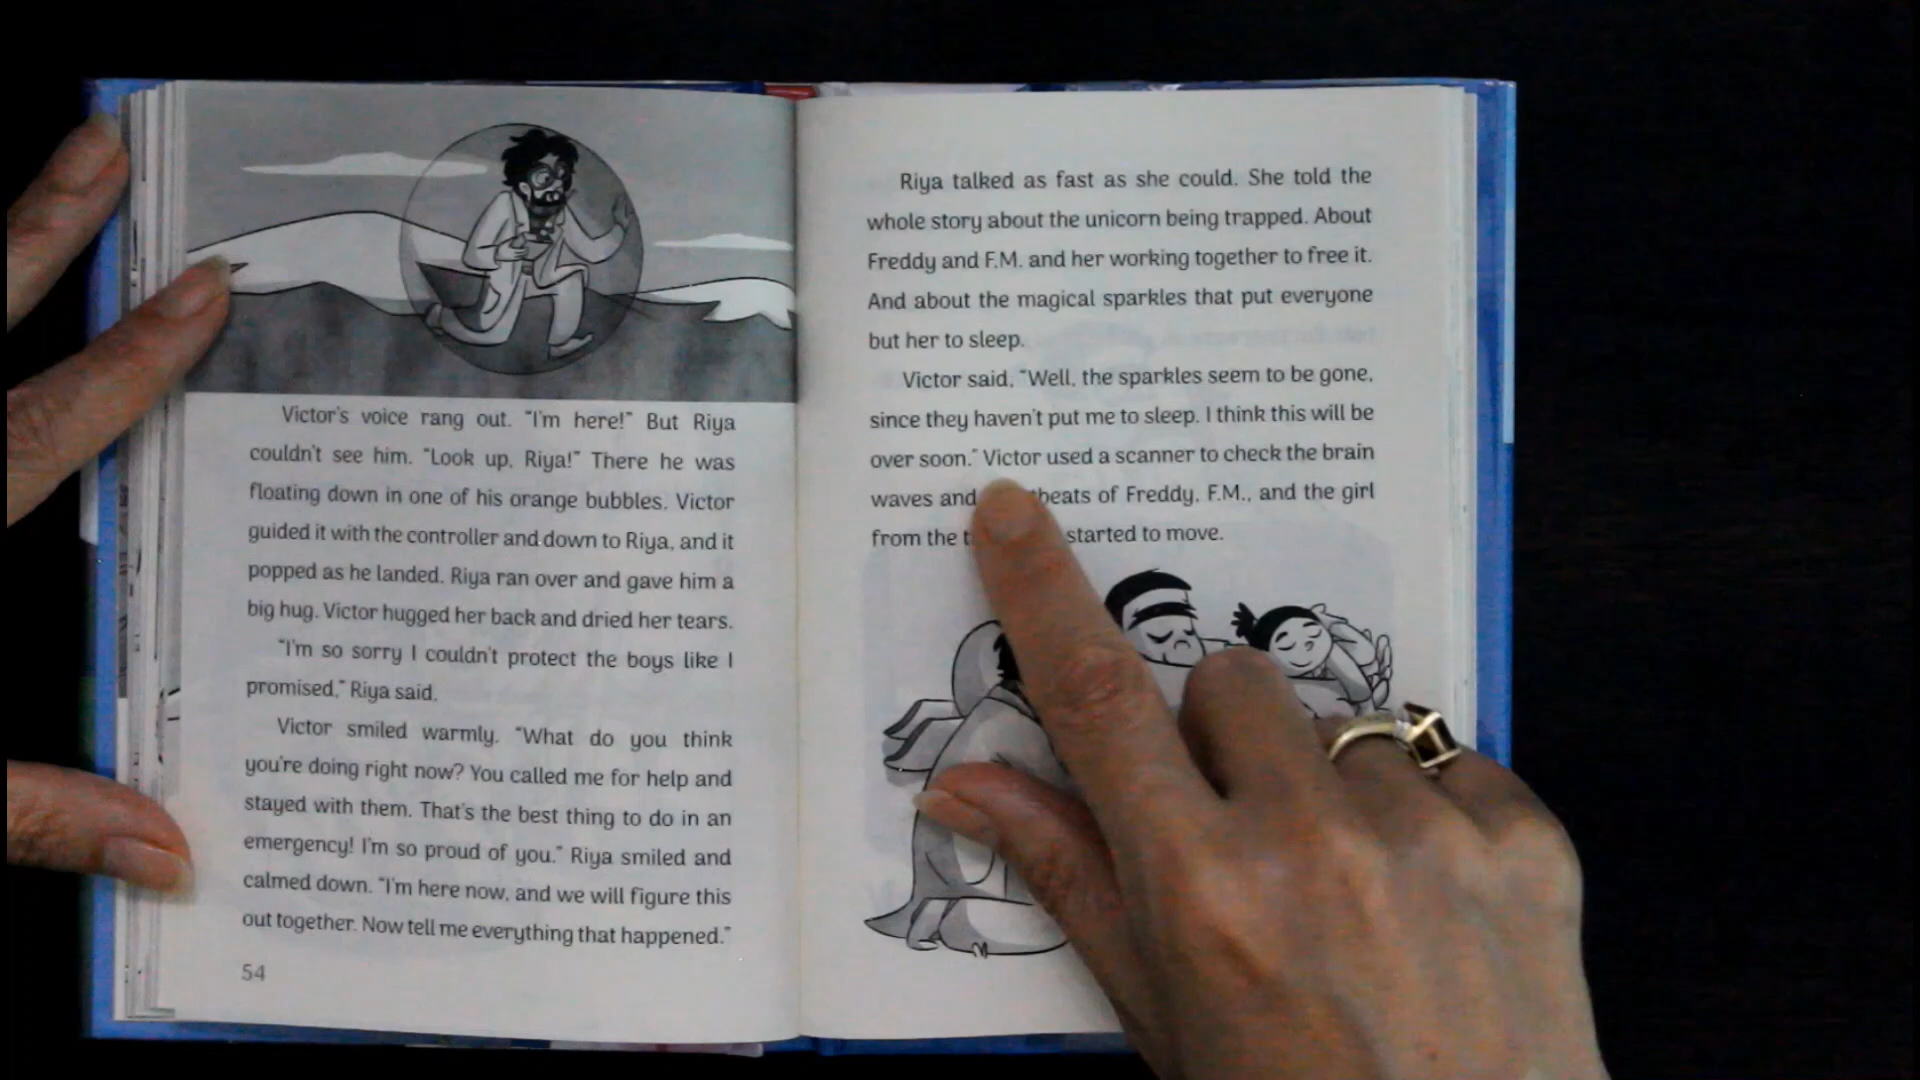 Victor's voice rang out. "I'm here!" But Riya
couldn't see him. "Look up, Riya!" There he was
floating down in one of his orange bubbles. Victor
guided it with the controller and down to Riya, and it
popped as he landed. Riya ran over and gave him a
big hug. Victor hugged her back and dried her tears.
"I'm so sorry I couldn't protect the boys like I
promised," Riya said.
Victor smiled warmly. "What do you think
you're doing right now? You called me for help and
stayed with them. That's the best thing to do in an
emergency! I'm so proud of you." Riya smiled and
calmed down. "I'm here now, and we will figure this
out together. Now tell me everything that happened."
54
Riya talked as fast as she could. She told the
whole story about the unicorn being trapped. About
Freddy and F.M. and her working together to free it.
And about the magical sparkles that put everyone
but her to sleep.
Victor said, "Well, the sparkles seem to be gone,
since they haven't put me to sleep. I think this will be
over soon." Victor used a scanner to check the brain
waves and of Freddy, F.M., and the girl
from the started to move.